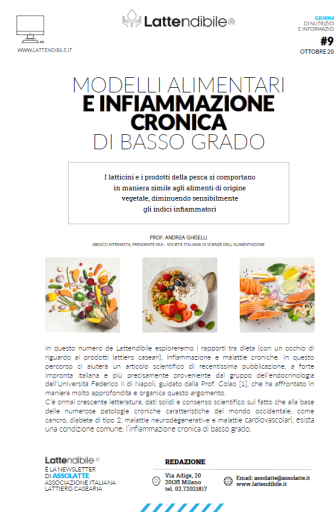 Lattendibile®
GIORNA
DI NUTRIZIO
E INFORMAZIO
WWW.LATTENDIBILE.IT
#9
OTTOBRE 20
MODELLI ALIMENTARI
E INFIAMMAZIONE
CRONICA
DI BASSO GRADO
I latticini e i prodotti della pesca si comportano
in maniera simile agli alimenti di origine
vegetale, diminuendo sensibilmente
gli indici infiammatori
PROF. ANDREA GHISELLI
MEDICO INTERNISTA, PRESIDENTE SISA - SOCIETÀ ITALIANA DI SCIENZE DELL'ALIMENTAZIONE
In questo numero de Lattendibile esploreremo i rapporti tra dieta (con un occhio di
riguardo ai prodotti lattiero caseari), infiammazione e malattie croniche. In questo
percorso ci aiuterà un articolo scientifico di recentissima pubblicazione, a forte
impronta italiana e più precisamente proveniente dal gruppo dell'endocrinologia
dell'Università Federico II di Napoli, guidato dalla Prof. Colao [1], che ha affrontato in
maniera molto approfondita e organica questo argomento.
C'è ormai crescente letteratura, dati solidi e consenso scientifico sul fatto che alla base
delle numerose patologie croniche caratteristiche del mondo occidentale, come
cancro, diabete di tipo 2, malattie neurodegenerative e malattie cardiovascolari, esista
una condizione comune: l'infiammazione cronica di basso grado.
Lattendibile®
È LA NEWSLETTER
DI ASSOLATTE
ASSOCIAZIONE ITALIANA
LATTIERO CASEARIA
REDAZIONE
Via Adige, 20
20135 Milano
tel. 02.72021817
Email: assolatte@assolatte.it
www.lattendibile.it